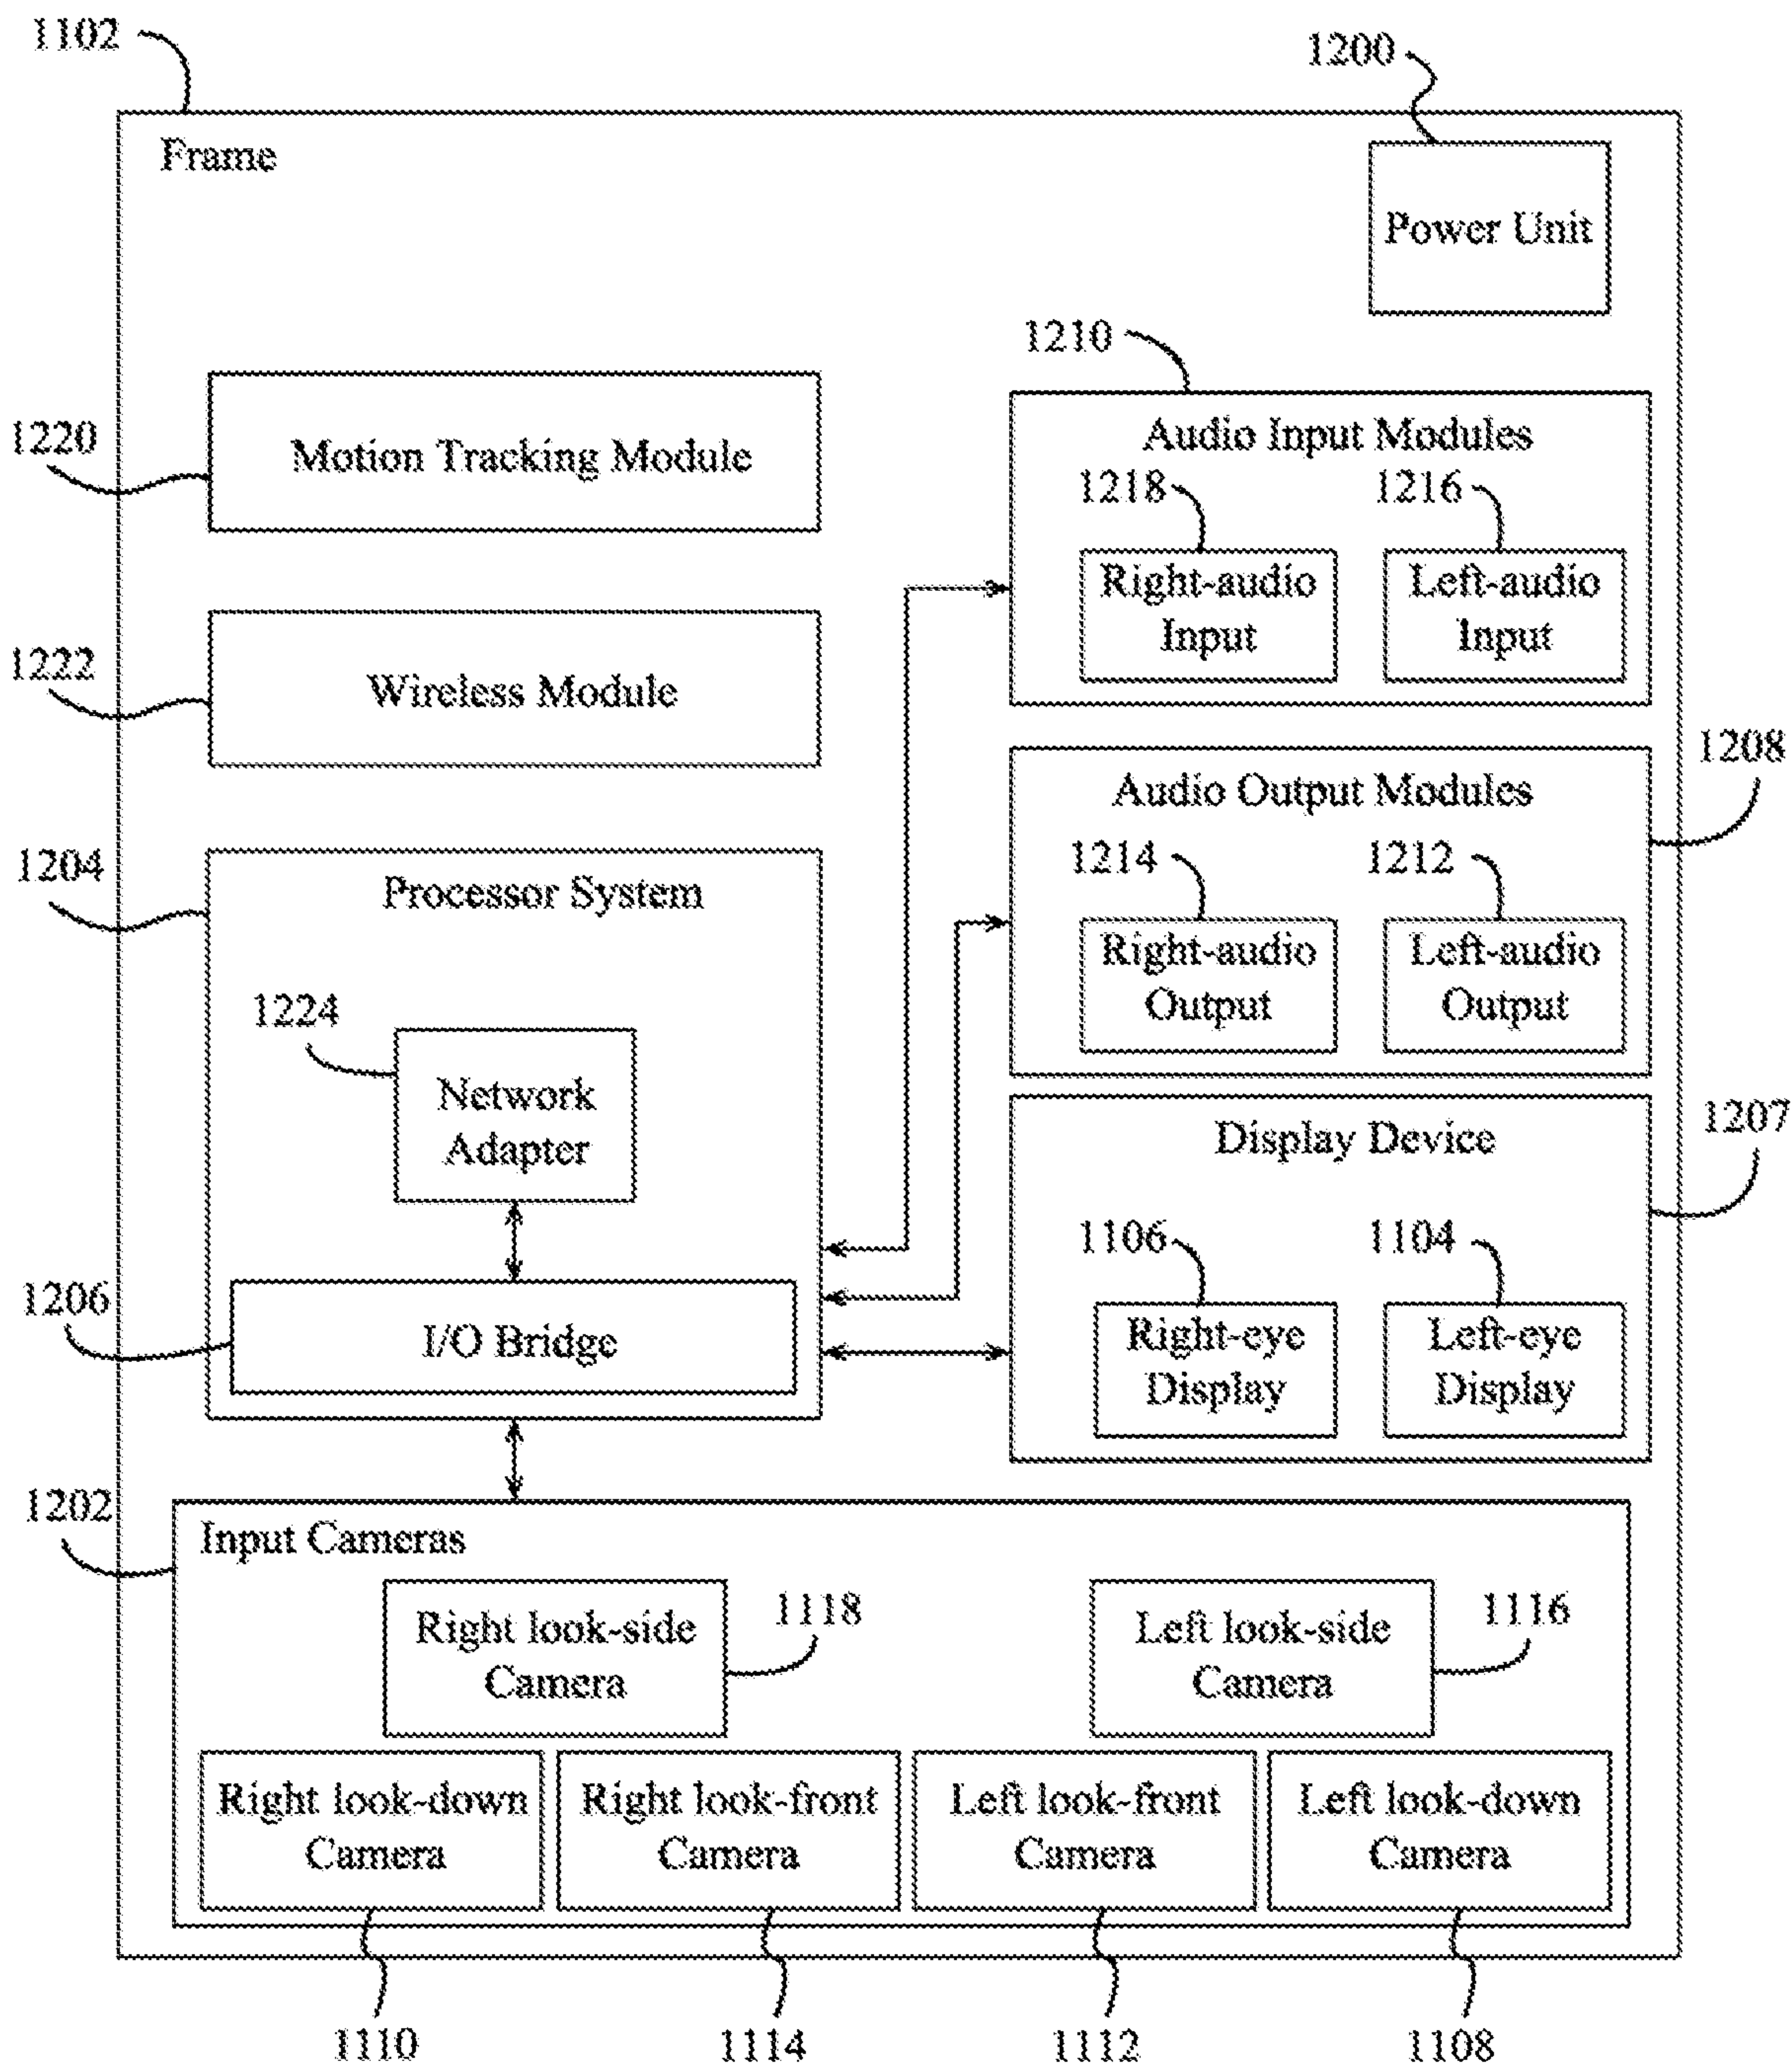 1102
1200
Frame
Power Unit
1210
1220
Motion Tracking Module
Audio Input Modules
1218
1216
Right-audio
Input
Left-audio
Input
1222
Wireless Module
1208
Audio Output Modules
1214
1212
Right-audio
Output
Left-audio
Output
1204
Processor System
1224
Network
Adapter
1207
Display Device
1106
1104
Right-eye
Display
Left-eye
Display
1206
I/O Bridge
1202
Input Cameras
Right look-side
Camera
1118
Left look-side
Camera
1116
Right look-down
Camera
Right look-front
Camera
Left look-front
Camera
Left look-down
Camera
1110
1114
1112
1108